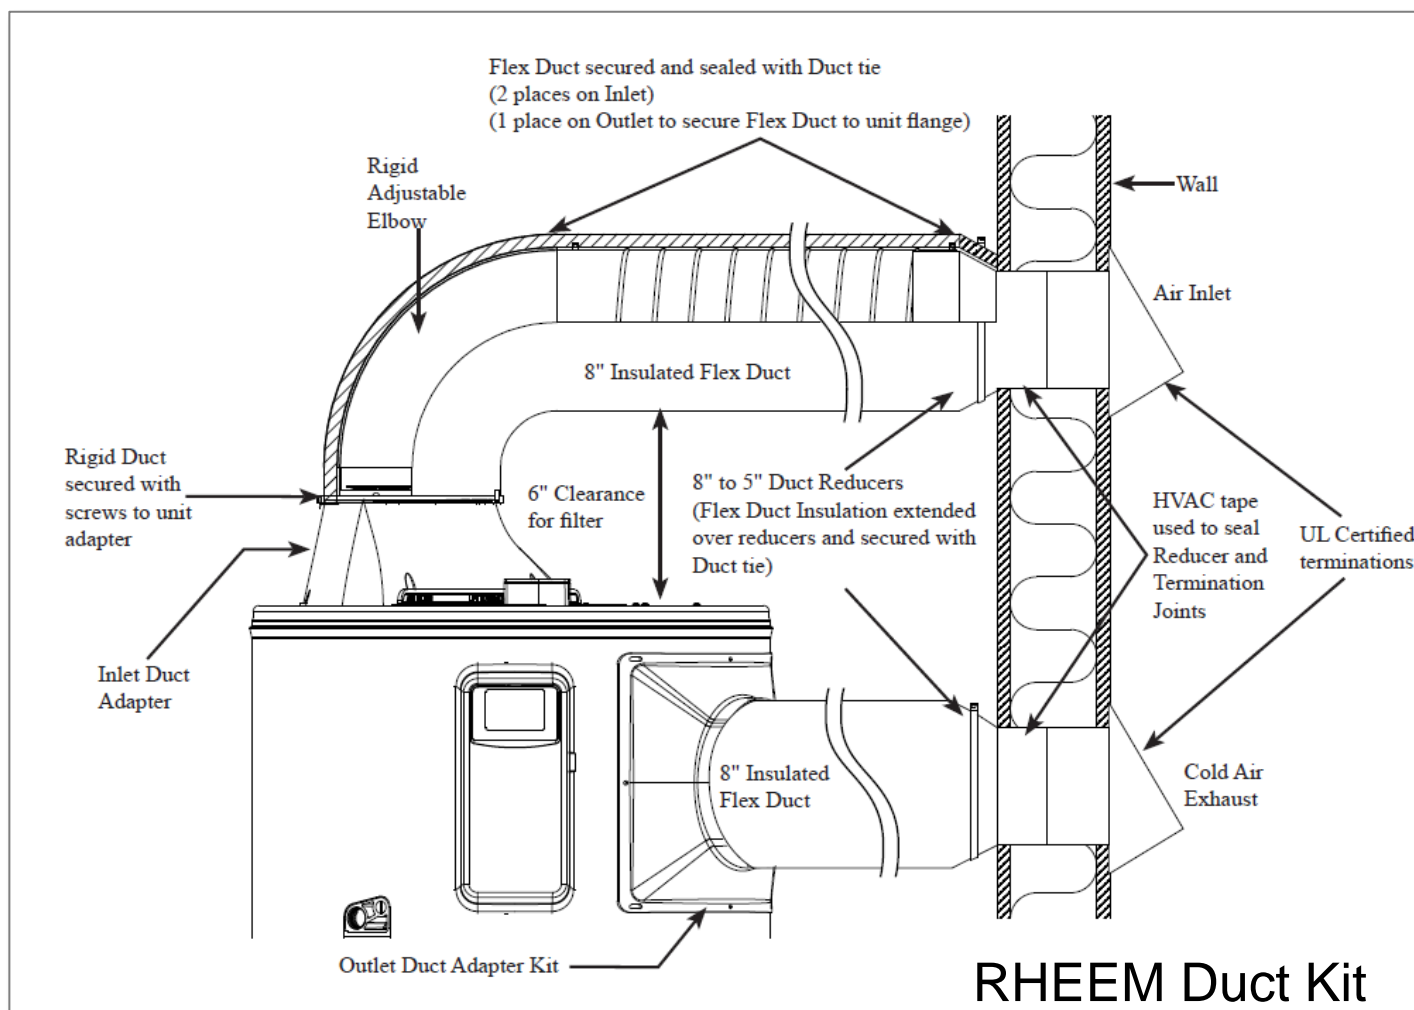 Flex Duct secured and sealed with Duct tie
(2 places on Inlet)
(1 place on Outlet to secure Flex Duct to unit flange)
Rigid
Adjustable
Elbow
Wall
Air Inlet
8" Insulated Flex Duct
Rigid Duct
secured with
screws to unit
adapter
6" Clearance
for filter
8" to 5" Duct Reducers
(Flex Duct Insulation extended
over reducers and secured with
Duct tie)
HVAC tape
used to seal
Reducer and
Termination
Joints
UL Certified
terminations
Inlet Duct
Adapter
8" Insulated
Flex Duct
Cold Air
Exhaust
Outlet Duct Adapter Kit
RHEEM Duct Kit